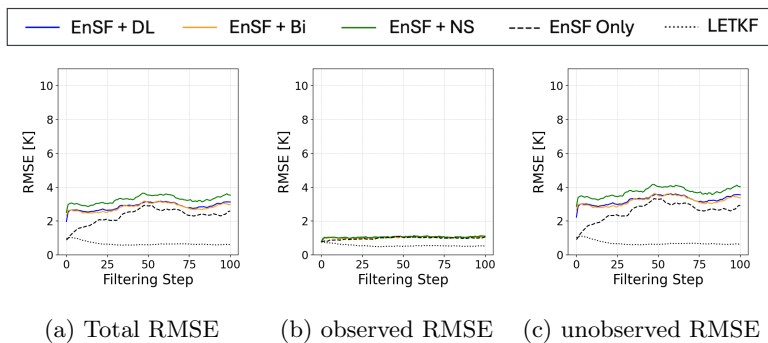 EnSF + DL EnSF + Bi EnSF + NS EnSF Only LETKF
RMSE [K] RMSE [K] RMSE [K]
10 10 10
8 8 8
6 6 6
4 4 4
2 2 2
0 0 0
0 25 50 75 100 0 25 50 75 100 0 25 50 75 100
Filtering Step Filtering Step Filtering Step
(a) Total RMSE (b) observed RMSE (c) unobserved RMSE